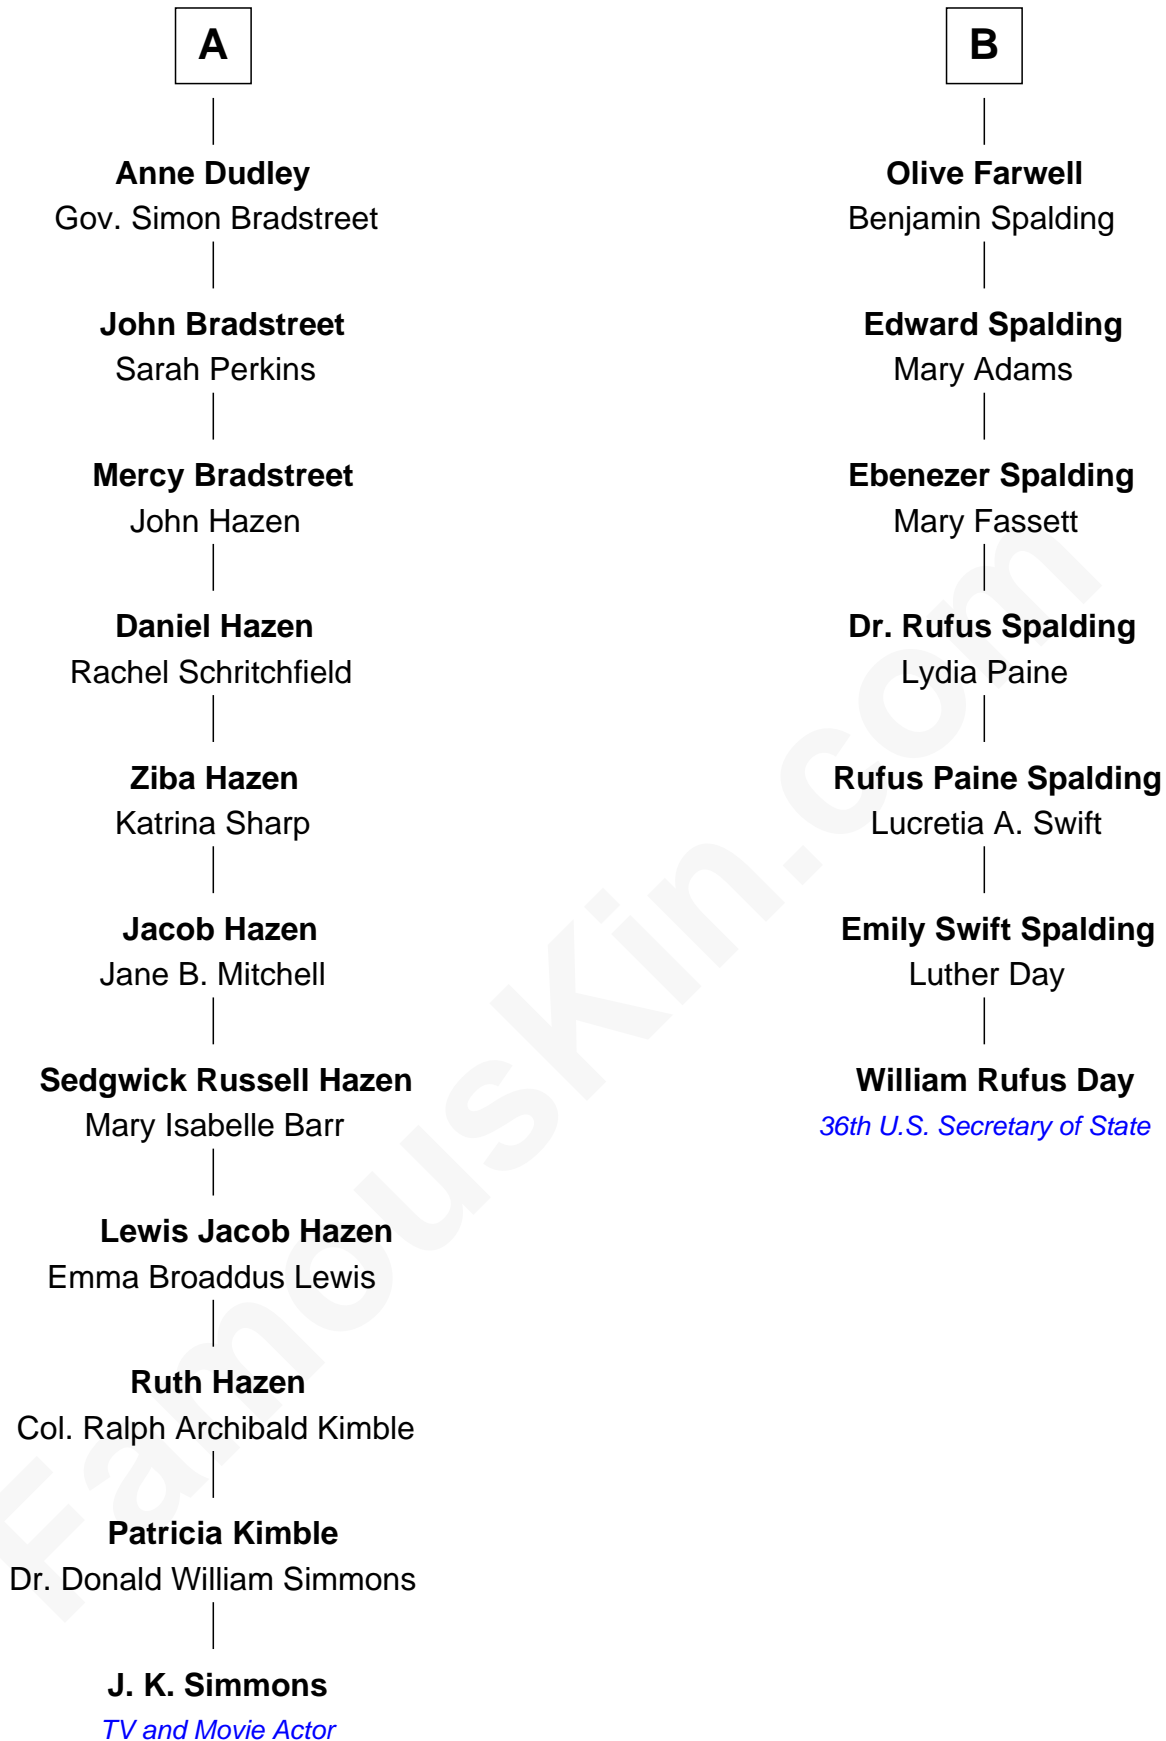 A
Anne Dudley
Gov. Simon Bradstreet
John Bradstreet
Sarah Perkins
Mercy Bradstreet
John Hazen
Daniel Hazen
Rachel Schritchfield
Ziba Hazen
Katrina Sharp
Jacob Hazen
Jane B. Mitchell
Sedgwick Russell Hazen
Mary Isabelle Barr
Lewis Jacob Hazen
Emma Broaddus Lewis
Ruth Hazen
Col. Ralph Archibald Kimble
Patricia Kimble
Dr. Donald William Simmons
J. K. Simmons
TV and Movie Actor
B
Olive Farwell
Benjamin Spalding
Edward Spalding
Mary Adams
Ebenezer Spalding
Mary Fassett
Dr. Rufus Spalding
Lydia Paine
Rufus Paine Spalding
Lucretia A. Swift
Emily Swift Spalding
Luther Day
William Rufus Day
36th U.S. Secretary of State
FamousKin.com